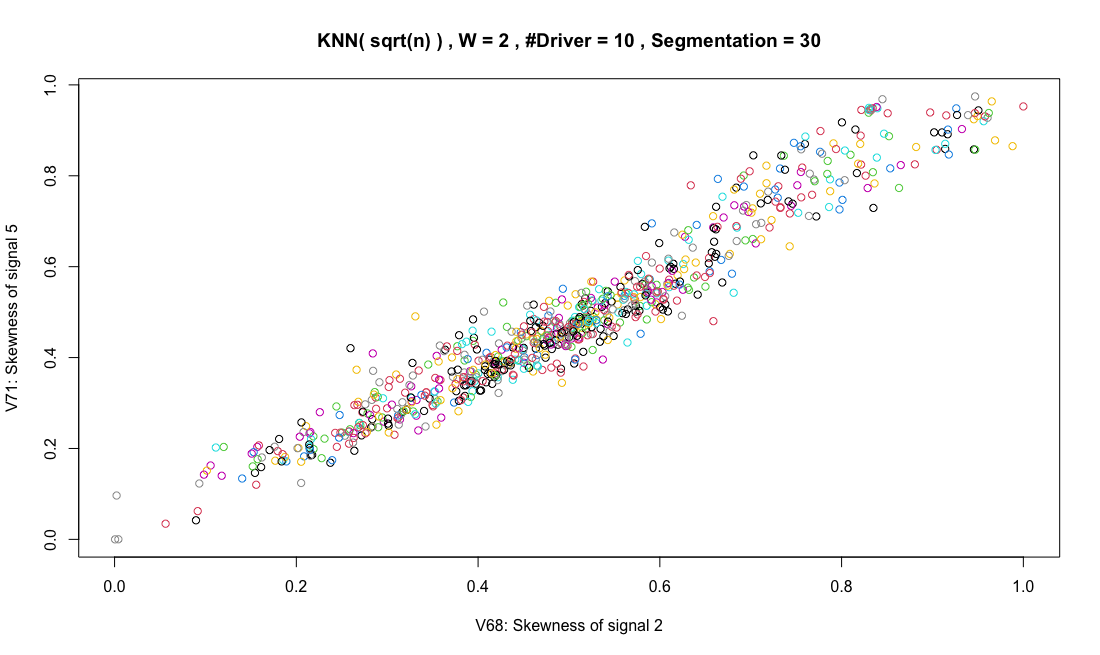 KNN( sqrt(n) ) , W = 2 , #Driver = 10 , Segmentation = 30
V71: Skewness of signal 5
1.0
0.8
0.6
0.4
0.2
0.0
0.0 0.2 0.4 0.6 0.8 1.0
V68: Skewness of signal 2